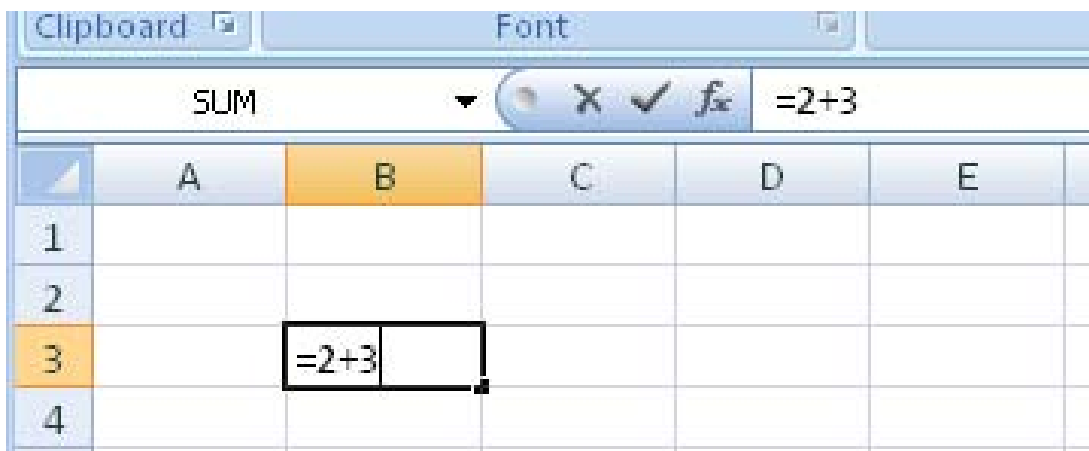 Clipboard Font
SUM fx =2+3
A B C D E
1
2
3 =2+3
4